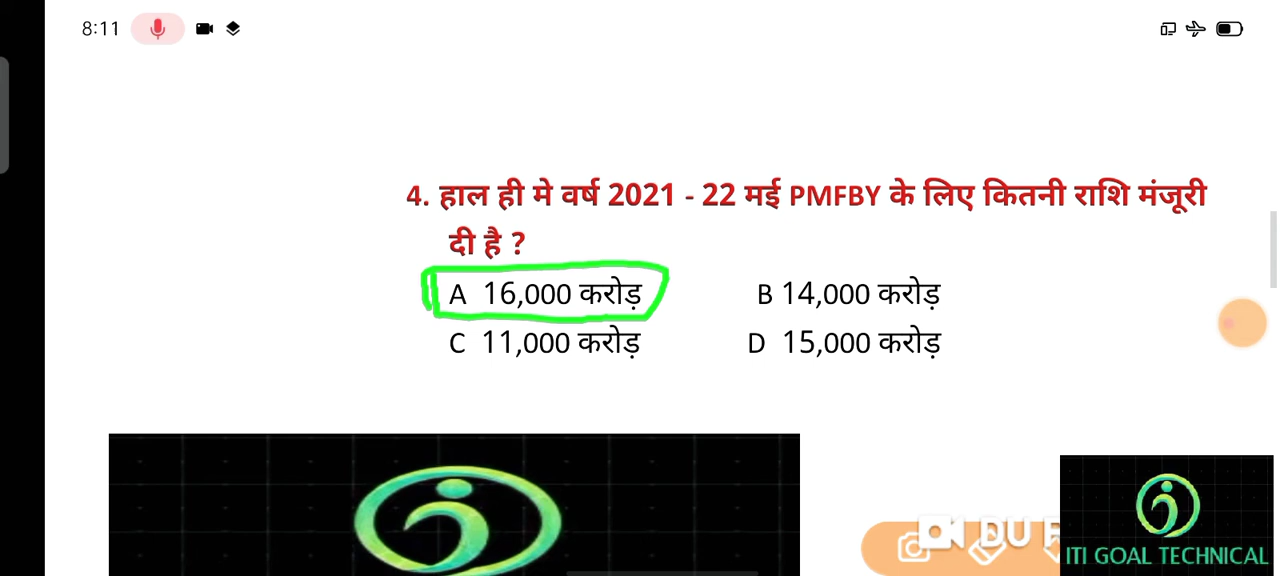 8:11
4. हाल ही मे वर्ष 2021 - 22 मई PMFBY के लिए कितनी राशि मंजूरी
दी है ?
A 16,000 करोड़ B 14,000 करोड़
C 11,000 करोड़ D 15,000 करोड़
DU
ITI GOAL TECHNICAL